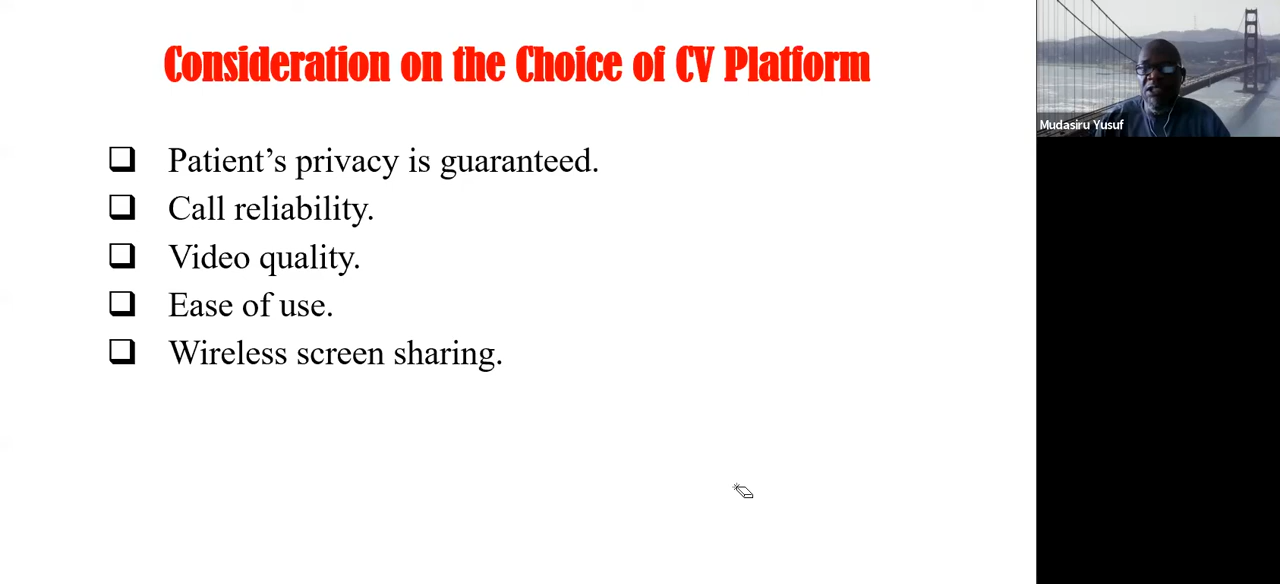 Consideration on the Choice of CV Platform
Patient’s privacy is guaranteed.
Call reliability.
Video quality.
Ease of use.
Wireless screen sharing.
Mudasiru Yusuf